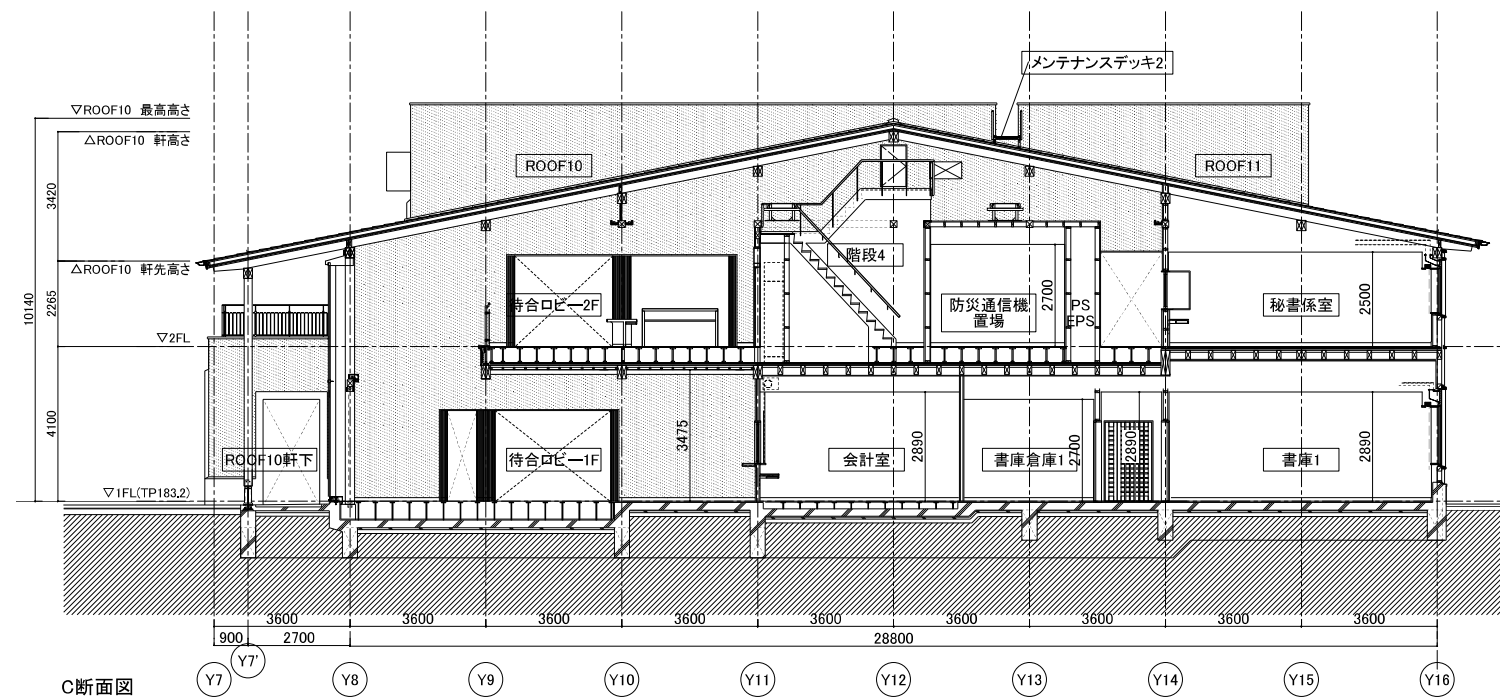 メンテナンスデッキ2
▽ROOF10 最高高さ
△ROOF10 軒高さ
ROOF10
ROOF11
3420
階段4
△ROOF10 軒先高さ
10140
2265
待合ロビー2F
防災通信機
置場
2700
PS
EPS
秘書係室
2500
▽2FL
4100
3475
ROOF10軒下
待合ロビー1F
会計室
2890
書庫倉庫1
2700
2890
書庫1
2890
▽1FL(TP183.2)
3600 3600 3600 3600 3600 3600 3600 3600 3600
900 2700 28800
Y7 Y7' Y8 Y9 Y10 Y11 Y12 Y13 Y14 Y15 Y16
C断面図